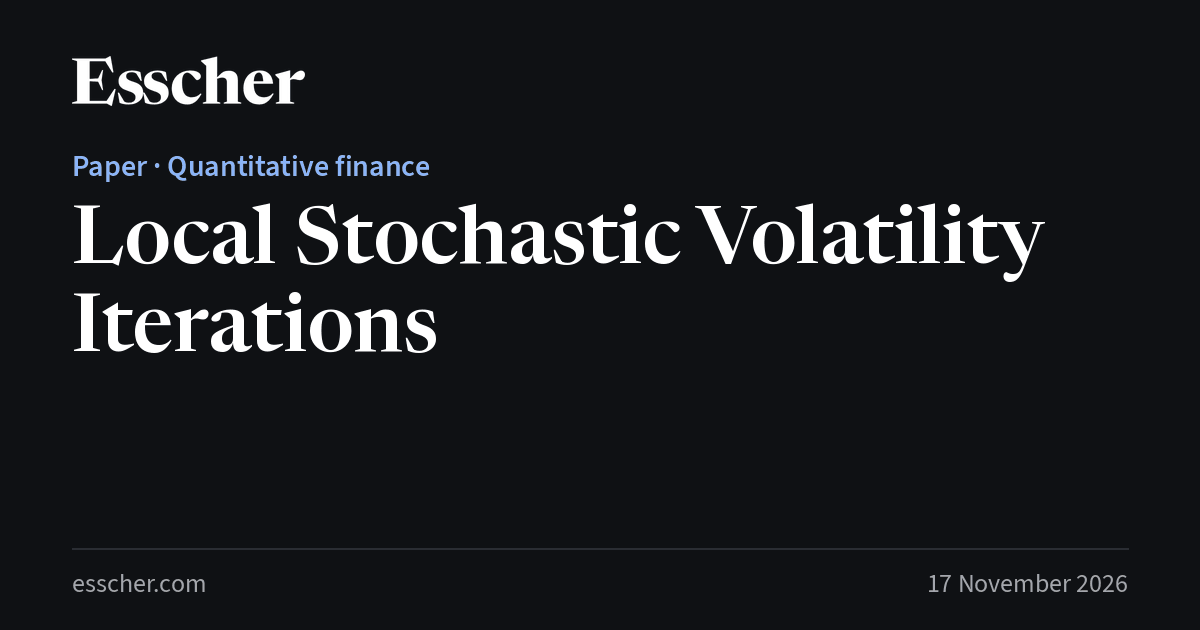 Esscher
Paper · Quantitative finance
Local Stochastic Volatility
Iterations
esscher.com
17 November 2026